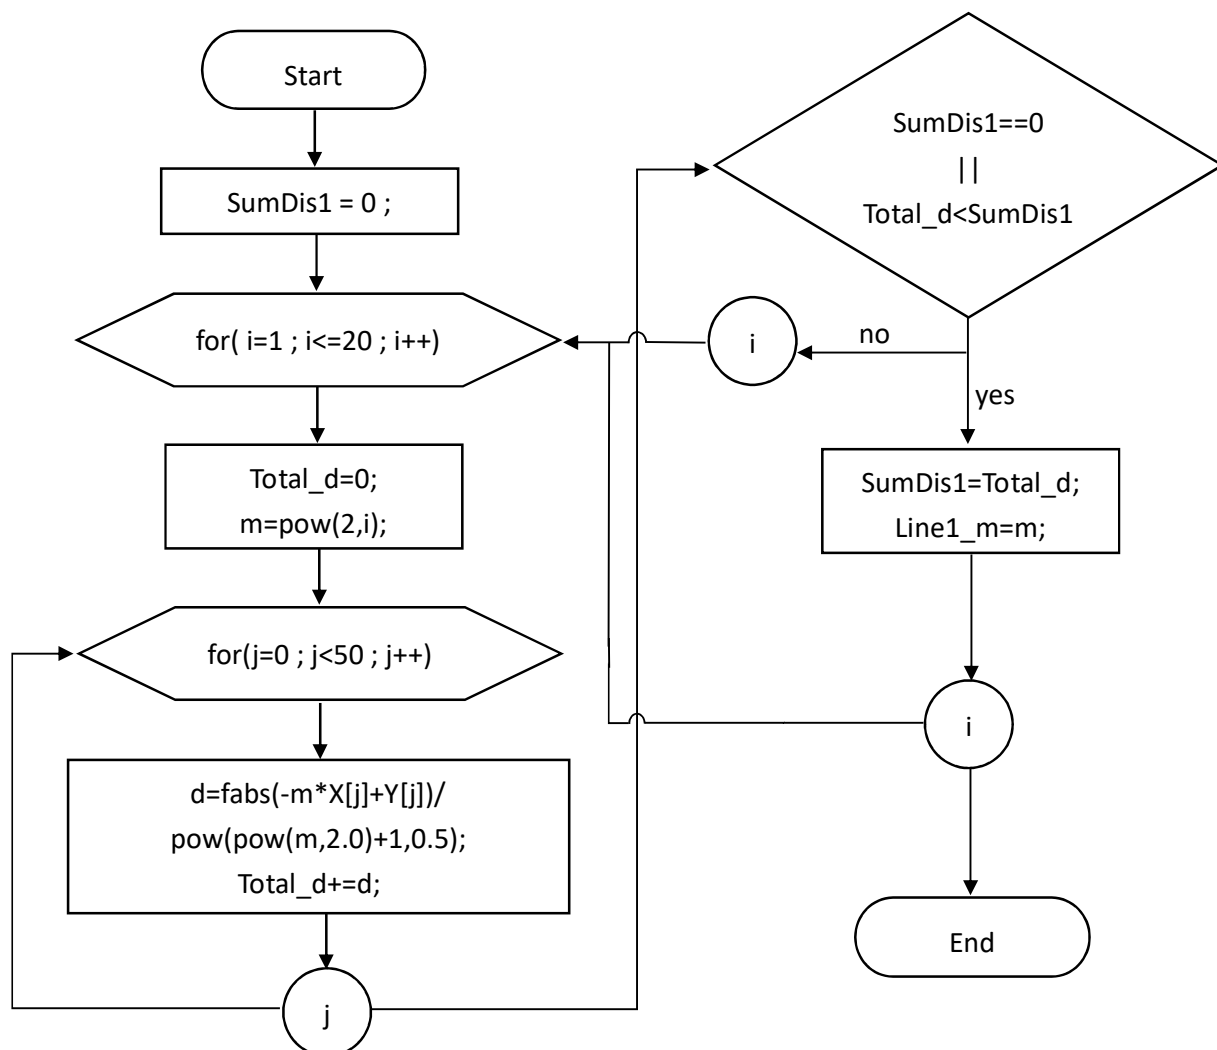 Start
SumDis1 = 0 ;
for( i=1 ; i<=20 ; i++)
Total_d=0;
m=pow(2,i);
for(j=0 ; j<50 ; j++)
d=fabs(-m*X[j]+Y[j])/
pow(pow(m,2.0)+1,0.5);
Total_d+=d;
j
SumDis1==0
||
Total_d<SumDis1
no
i
yes
SumDis1=Total_d;
Line1_m=m;
i
End